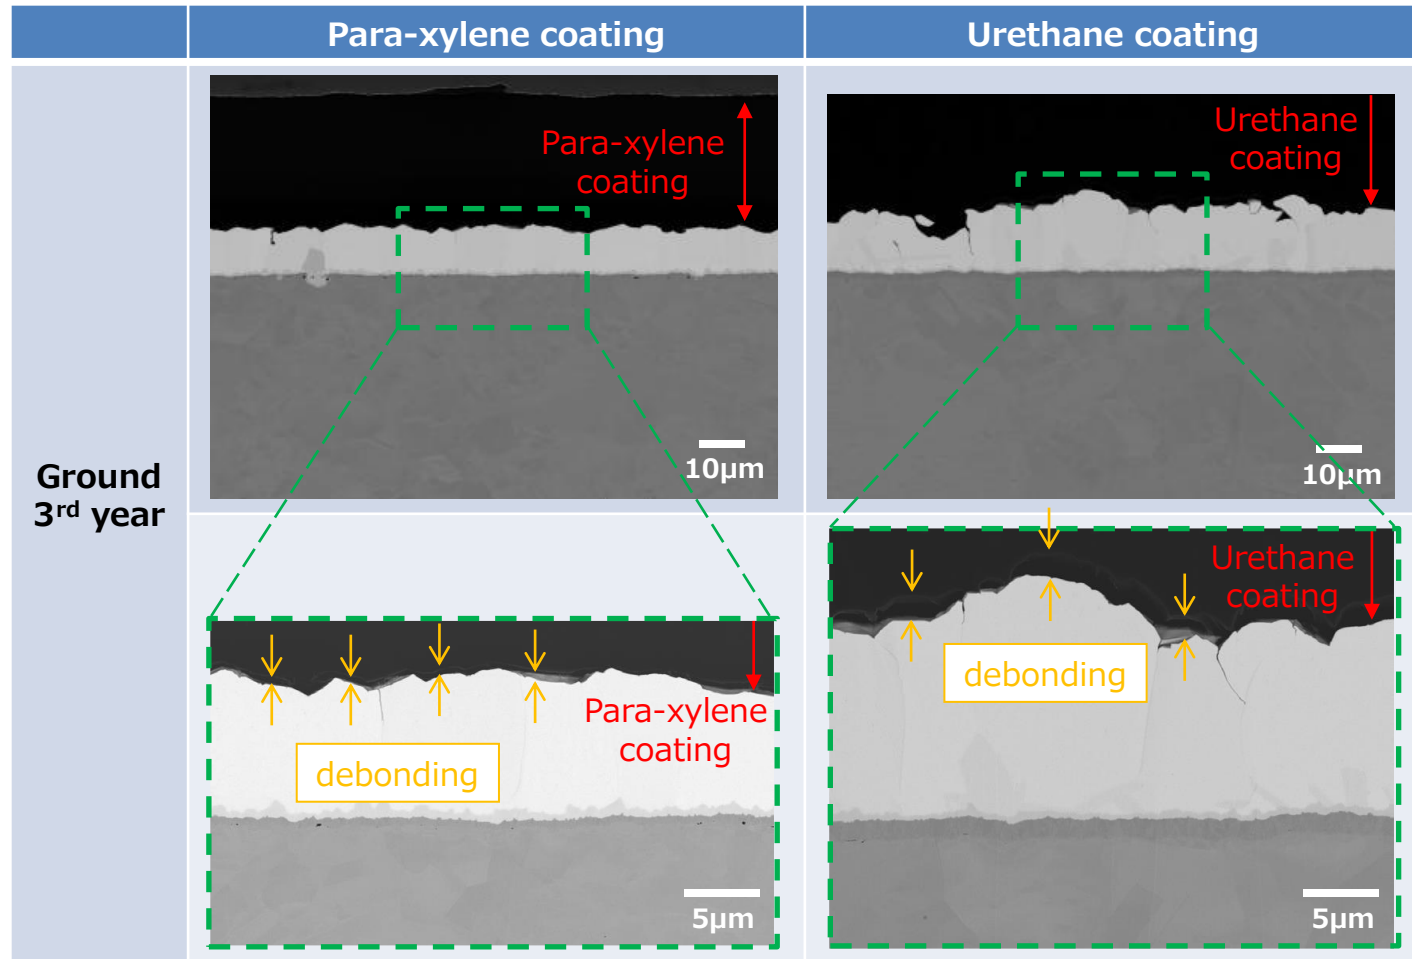 Para-xylene coating
Urethane coating
Ground
3rd year
Para-xylene
coating
10μm
Urethane
coating
10μm
debonding
Para-xylene
coating
5μm
Urethane
coating
debonding
5μm